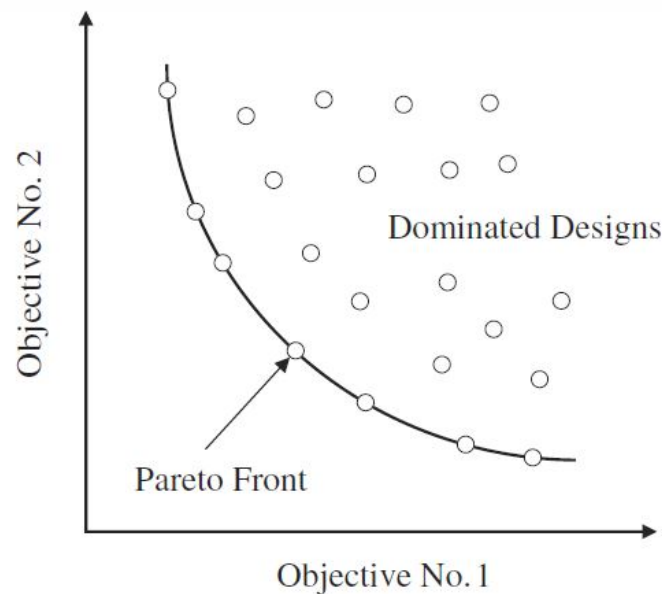 Objective No. 2
Dominated Designs
Pareto Front
Objective No. 1